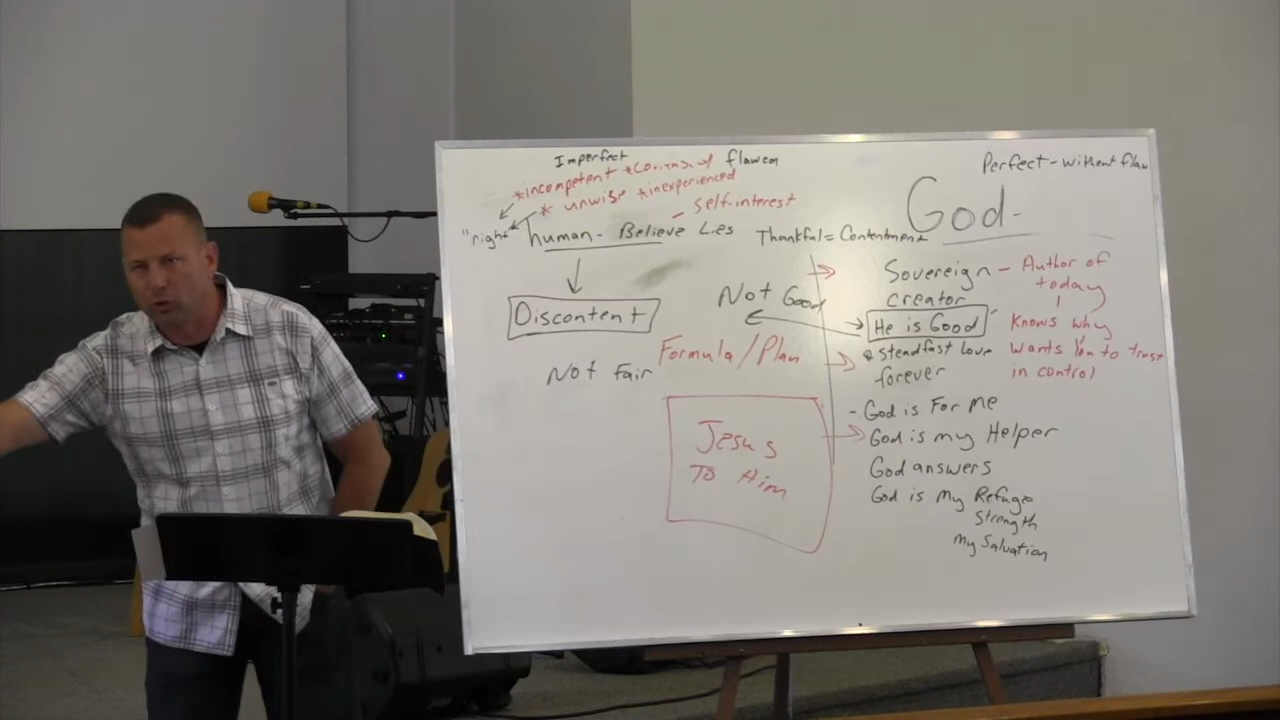 Imperfect
flawed
*incompetent
* unwise *inexperienced
- self-interest
"right"
human - Believe Lies
Discontent
Not Fair
Thankful = Contentment
Not Good
Formula/Plan
Jesus
To Him
Perfect - without flaw
God -
Sovereign - Author of
today
creator
He is Good
Knows why
* steadfast love
Wants You to trust
forever
in control
- God is For me
God is my Helper
God answers
God is my Refuge
Strength
my Salvation